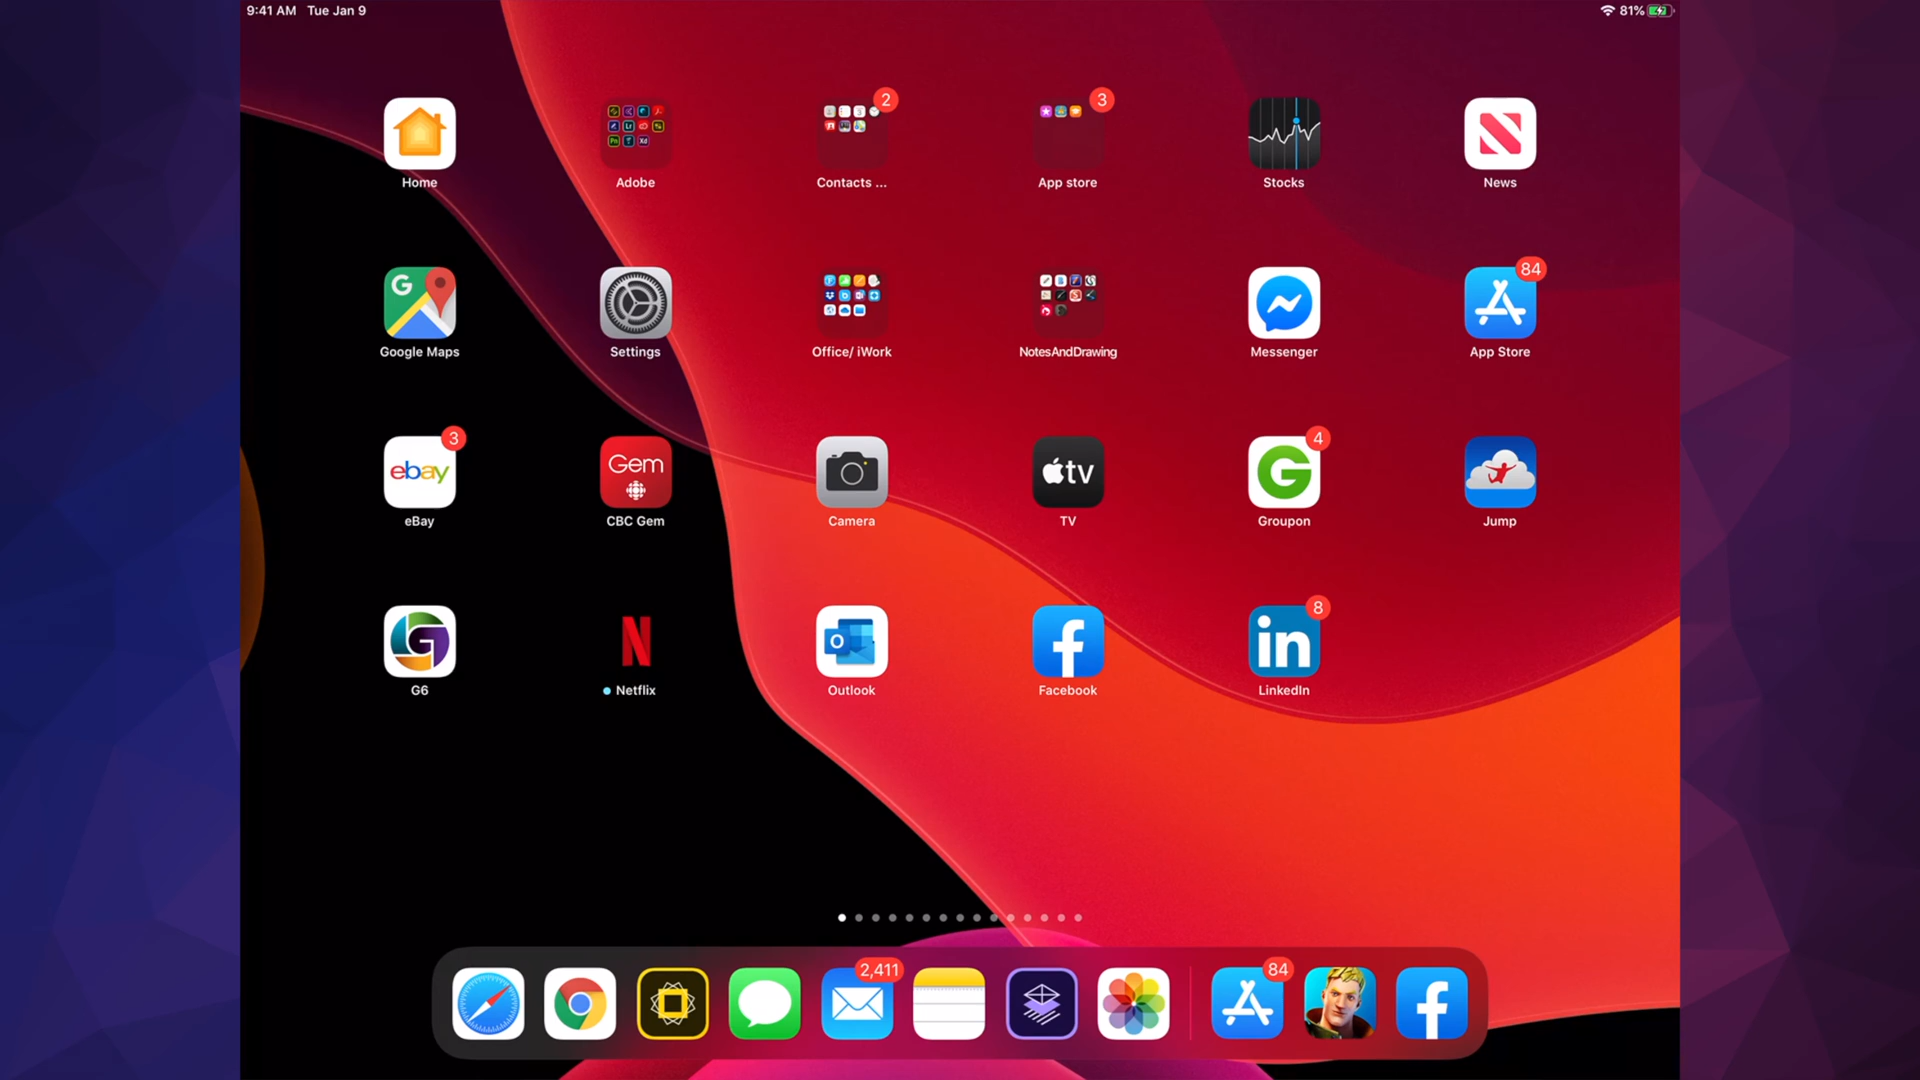 9:41 AM Tue Jan 9
81%
2
3
Home
Adobe
Contacts ...
App store
Stocks
News
84
Google Maps
Settings
Office/ iWork
NotesAndDrawing
Messenger
App Store
3
4
ebay
Gem
tv
G
eBay
CBC Gem
Camera
TV
Groupon
Jump
8
G
N
O
f
in
G6
Netflix
Outlook
Facebook
LinkedIn
2,411
84
f